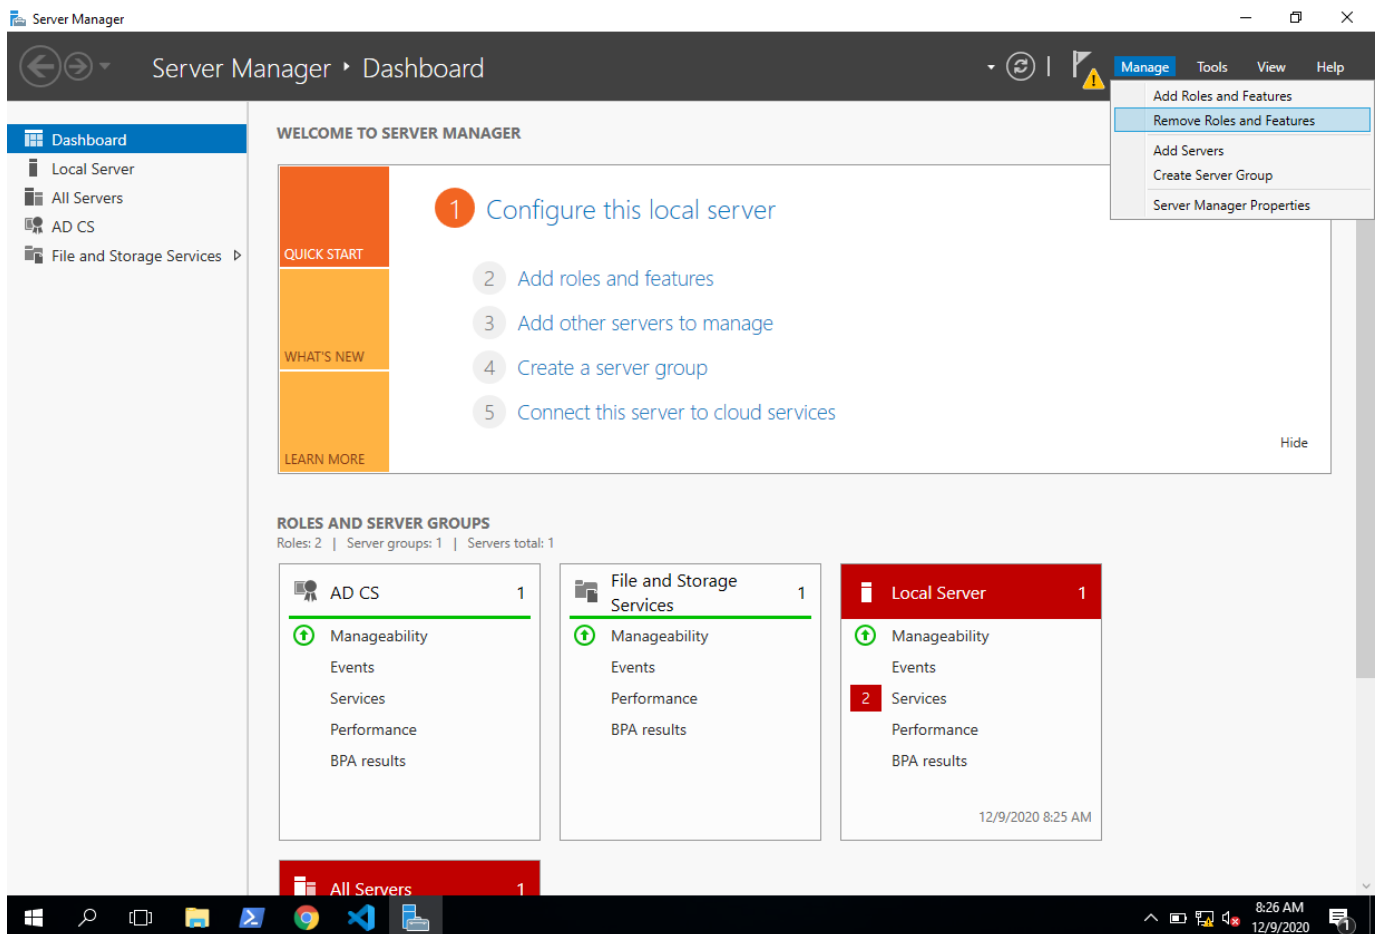 Server Manager
Server Manager · Dashboard
Manage Tools View Help
Add Roles and Features
Remove Roles and Features
Add Servers
Create Server Group
Server Manager Properties
Dashboard
Local Server
All Servers
AD CS
File and Storage Services
WELCOME TO SERVER MANAGER
QUICK START
WHAT'S NEW
LEARN MORE
1 Configure this local server
2 Add roles and features
3 Add other servers to manage
4 Create a server group
5 Connect this server to cloud services
Hide
ROLES AND SERVER GROUPS
Roles: 2 | Server groups: 1 | Servers total: 1
AD CS 1
Manageability
Events
Services
Performance
BPA results
File and Storage
Services 1
Manageability
Events
Performance
BPA results
Local Server 1
Manageability
Events
2 Services
Performance
BPA results
12/9/2020 8:25 AM
All Servers 1
8:26 AM
12/9/2020
1